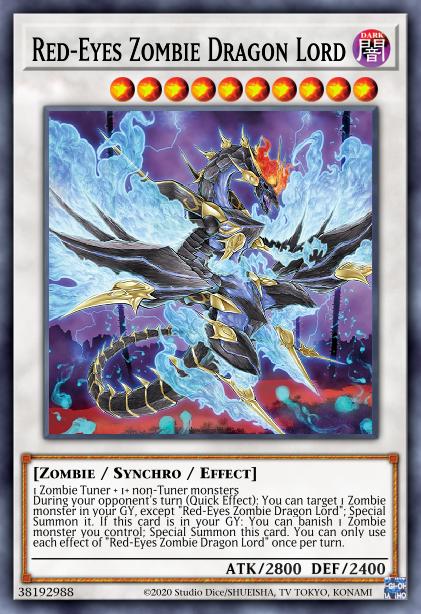 RED-EYES ZOMBIE DRAGON LORD
DARK
闇
[ZOMBIE / SYNCHRO / EFFECT]
1 Zombie Tuner + 1+ non-Tuner monsters
During your opponent's turn (Quick Effect): You can target 1 Zombie
monster in your GY, except "Red-Eyes Zombie Dragon Lord"; Special
Summon it. If this card is in your GY: You can banish 1 Zombie
monster you control; Special Summon this card. You can only use
each effect of "Red-Eyes Zombie Dragon Lord" once per turn.
ATK/2800 DEF/2400
38192988
©2020 Studio Dice/SHUEISHA, TV TOKYO, KONAMI